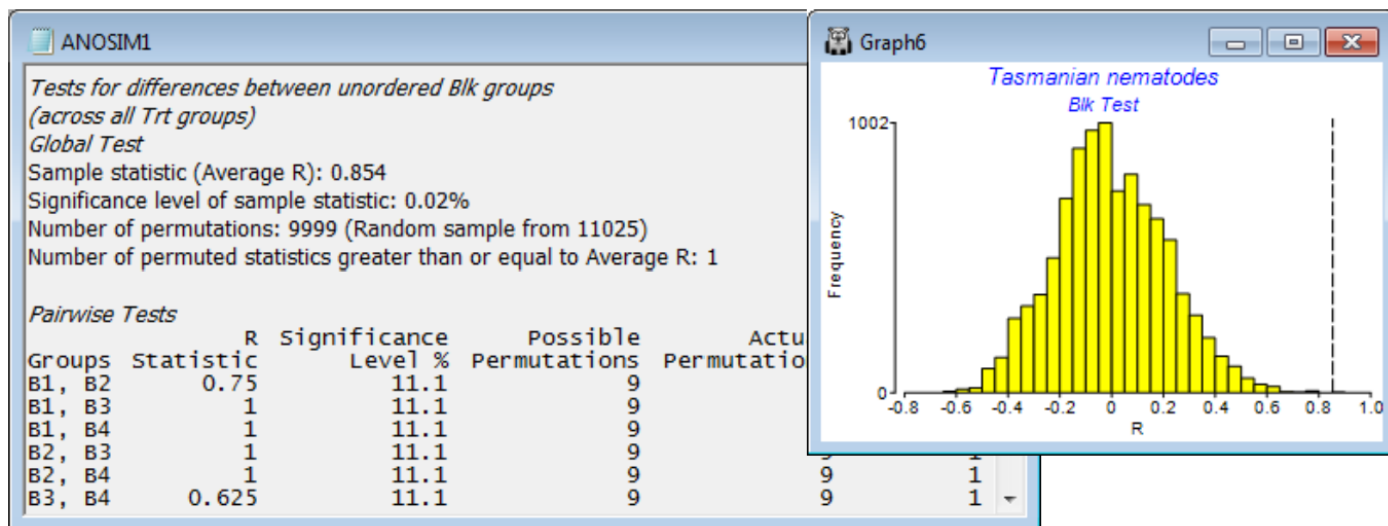 ANOSIM1
Tests for differences between unordered Blk groups
(across all Trt groups)
Global Test
Sample statistic (Average R): 0.854
Significance level of sample statistic: 0.02%
Number of permutations: 9999 (Random sample from 11025)
Number of permuted statistics greater than or equal to Average R: 1
Pairwise Tests
R Significance Possible Actu
Groups Statistic Level % Permutations Permutatio
B1, B2 0.75 11.1 9
B1, B3 1 11.1 9
B1, B4 1 11.1 9
B2, B3 1 11.1 9
B2, B4 1 11.1 9 9 1
B3, B4 0.625 11.1 9 9 1
Graph6
Tasmanian nematodes
Blk Test
1002
Frequency
0
-0.8 -0.6 -0.4 -0.2 0 0.2 0.4 0.6 0.8 1.0
R